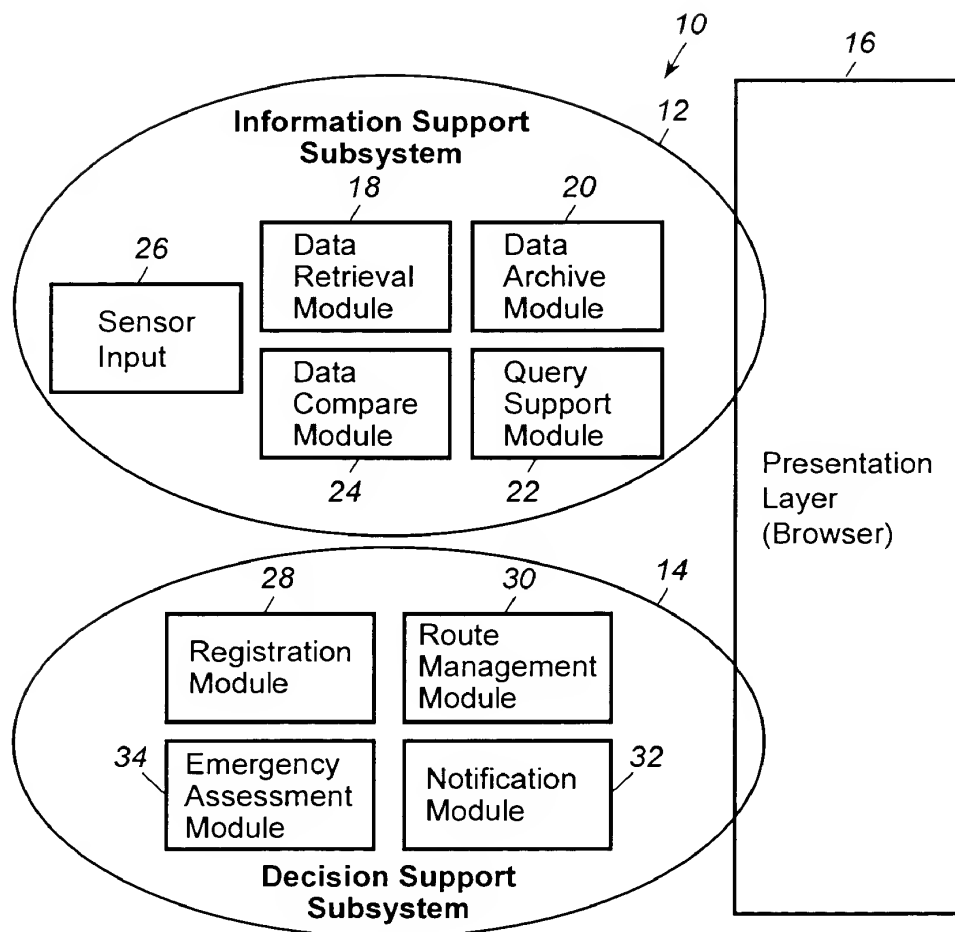 10
16
Information Support
Subsystem
12
18
20
26
Data
Retrieval
Module
Data
Archive
Module
Sensor
Input
Data
Compare
Module
Query
Support
Module
24
22
Presentation
Layer
(Browser)
28
30
14
Registration
Module
Route
Management
Module
34
Emergency
Assessment
Module
Notification
Module
32
Decision Support
Subsystem